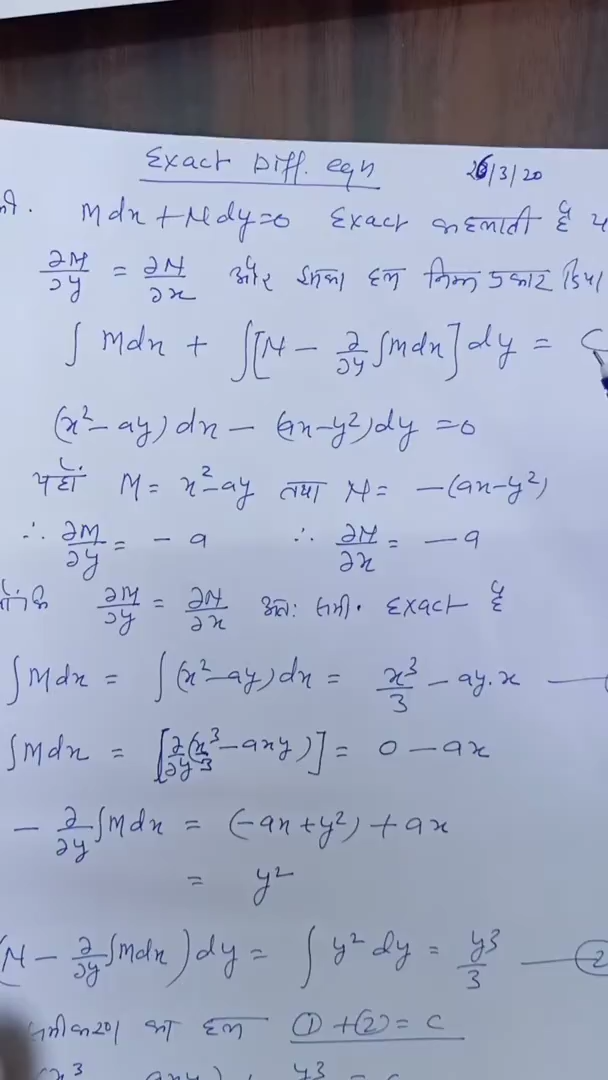 Exact Diff. eqn 26/3/20
Mdx + Ndy = 0 Exact कहलाती है
∂M/∂y = ∂N/∂x और इसका हल निम्न प्रकार
∫ Mdx + ∫[N - ∂/∂y ∫Mdx] dy = C
(x² - ay) dx - (ax - y²) dy = 0
यहाँ M = x² - ay तथा N = -(ax - y²)
∴ ∂M/∂y = - a ∴ ∂N/∂x = - a
∂M/∂y = ∂N/∂x अतः समी. Exact है
∫ Mdx = ∫ (x² - ay) dx = x³/3 - ay.x
∫Mdx = [∂/∂y (x³/3 - axy)] = 0 - ax
- ∂/∂y ∫Mdx = (-ax + y²) + ax
= y²
(N - ∂/∂y ∫Mdx) dy = ∫ y² dy = y³/3 — (2)
समीकरण का हल (1) + (2) = c
x³ axy y³